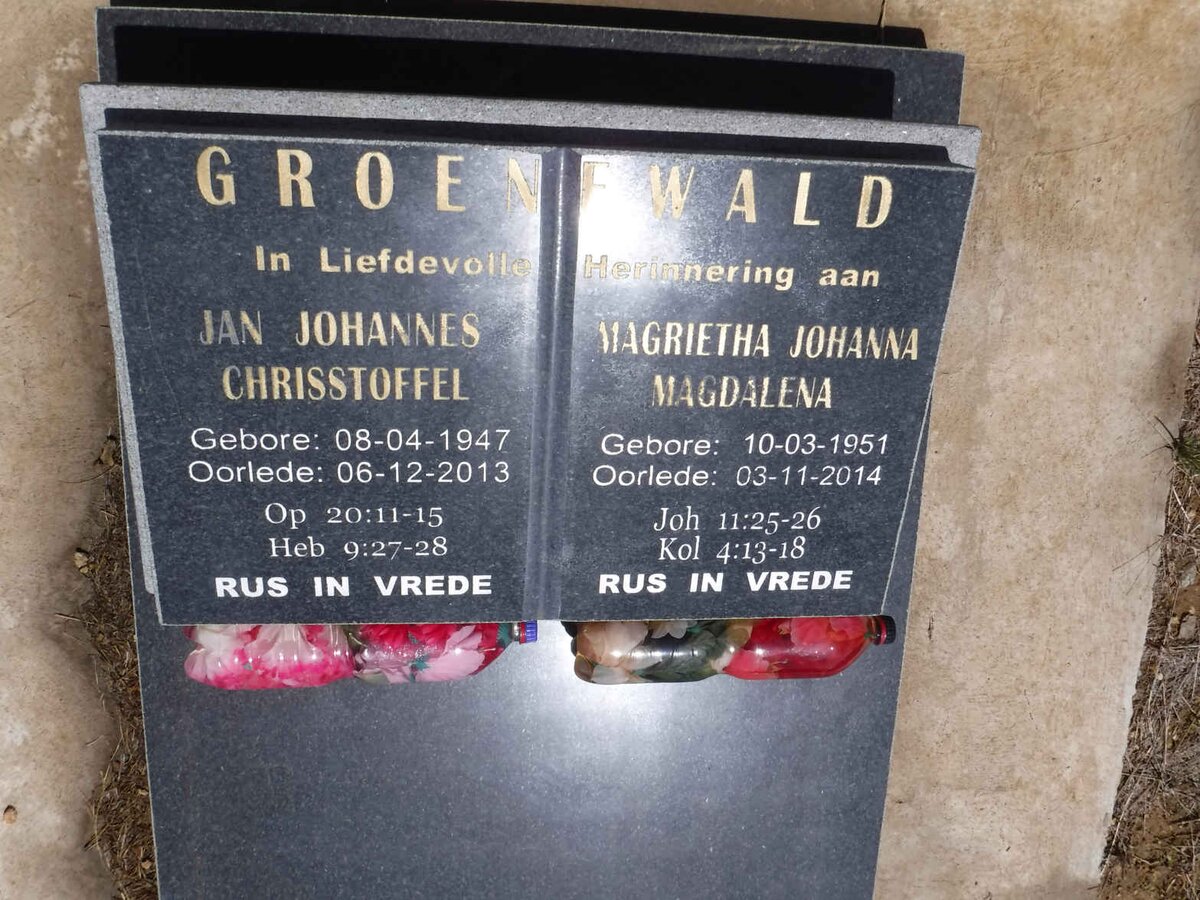 GROENEWALD
In Liefdevolle Herinnering aan
JAN JOHANNES
CHRISSTOFFEL
Gebore: 08-04-1947
Oorlede: 06-12-2013
Op 20:11-15
Heb 9:27-28
RUS IN VREDE
MAGRIETHA JOHANNA
MAGDALENA
Gebore: 10-03-1951
Oorlede: 03-11-2014
Joh 11:25-26
Kol 4:13-18
RUS IN VREDE